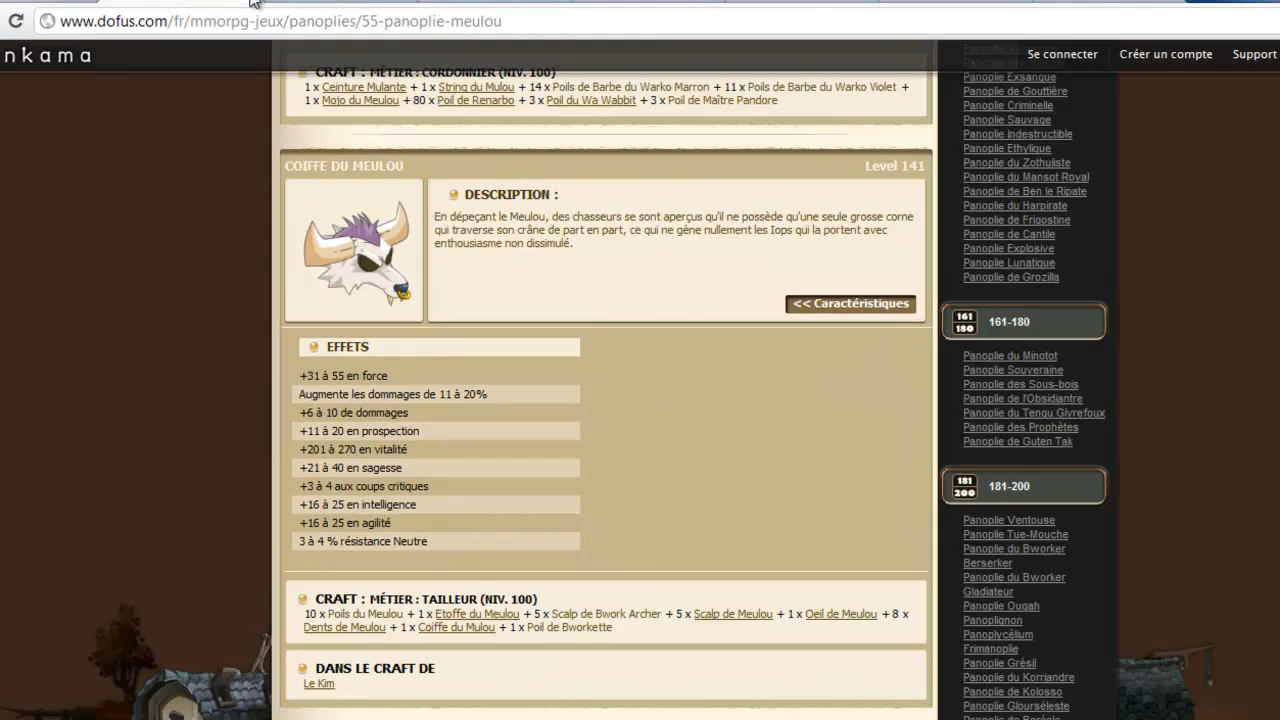 www.dofus.com/fr/mmorpg-jeux/panoplies/55-panoplie-meulou
nkama
Se connecter Créer un compte Support
CRAFT : MÉTIER : CORDONNIER (NIV. 100)
1 x Ceinture Mulante + 1 x String du Mulou + 14 x Poils de Barbe du Warko Marron + 11 x Poils de Barbe du Warko Violet +
1 x Mojo du Meulou + 80 x Poil de Renarbo + 3 x Poil du Wa Wabbit + 3 x Poil de Maître Pandore
COIFFE DU MEULOU Level 141
DESCRIPTION :
En dépeçant le Meulou, des chasseurs se sont aperçus qu'il ne possède qu'une seule grosse corne
qui traverse son crâne de part en part, ce qui ne gène nullement les Iops qui la portent avec
enthousiasme non dissimulé.
<< Caractéristiques
EFFETS
+31 à 55 en force
Augmente les dommages de 11 à 20%
+6 à 10 de dommages
+11 à 20 en prospection
+201 à 270 en vitalité
+21 à 40 en sagesse
+3 à 4 aux coups critiques
+16 à 25 en intelligence
+16 à 25 en agilité
3 à 4 % résistance Neutre
CRAFT : MÉTIER : TAILLEUR (NIV. 100)
10 x Poils du Meulou + 1 x Etoffe du Meulou + 5 x Scalp de Bwork Archer + 5 x Scalp de Meulou + 1 x Oeil de Meulou + 8 x
Dents de Meulou + 1 x Coiffe du Mulou + 1 x Poil de Bworkette
DANS LE CRAFT DE
Le Kim
Panoplie Exsangue
Panoplie de Gouttière
Panoplie Criminelle
Panoplie Sauvage
Panoplie Indestructible
Panoplie Ethylique
Panoplie du Zothuliste
Panoplie du Mansot Royal
Panoplie de Ben le Ripate
Panoplie du Harpirate
Panoplie de Frigostine
Panoplie de Cantile
Panoplie Explosive
Panoplie Lunatique
Panoplie de Grozilla
161 180 161-180
Panoplie du Minotot
Panoplie Souveraine
Panoplie des Sous-bois
Panoplie de l'Obsidiantre
Panoplie du Tengu Givrefoux
Panoplie des Prophètes
Panoplie de Guten Tak
181 200 181-200
Panoplie Ventouse
Panoplie Tue-Mouche
Panoplie du Bworker
Berserker
Panoplie du Bworker
Gladiateur
Panoplie Ougah
Panoplignon
Panoplycélium
Frimanoplie
Panoplie Grésil
Panoplie du Korriandre
Panoplie de Kolosso
Panoplie Glourséleste